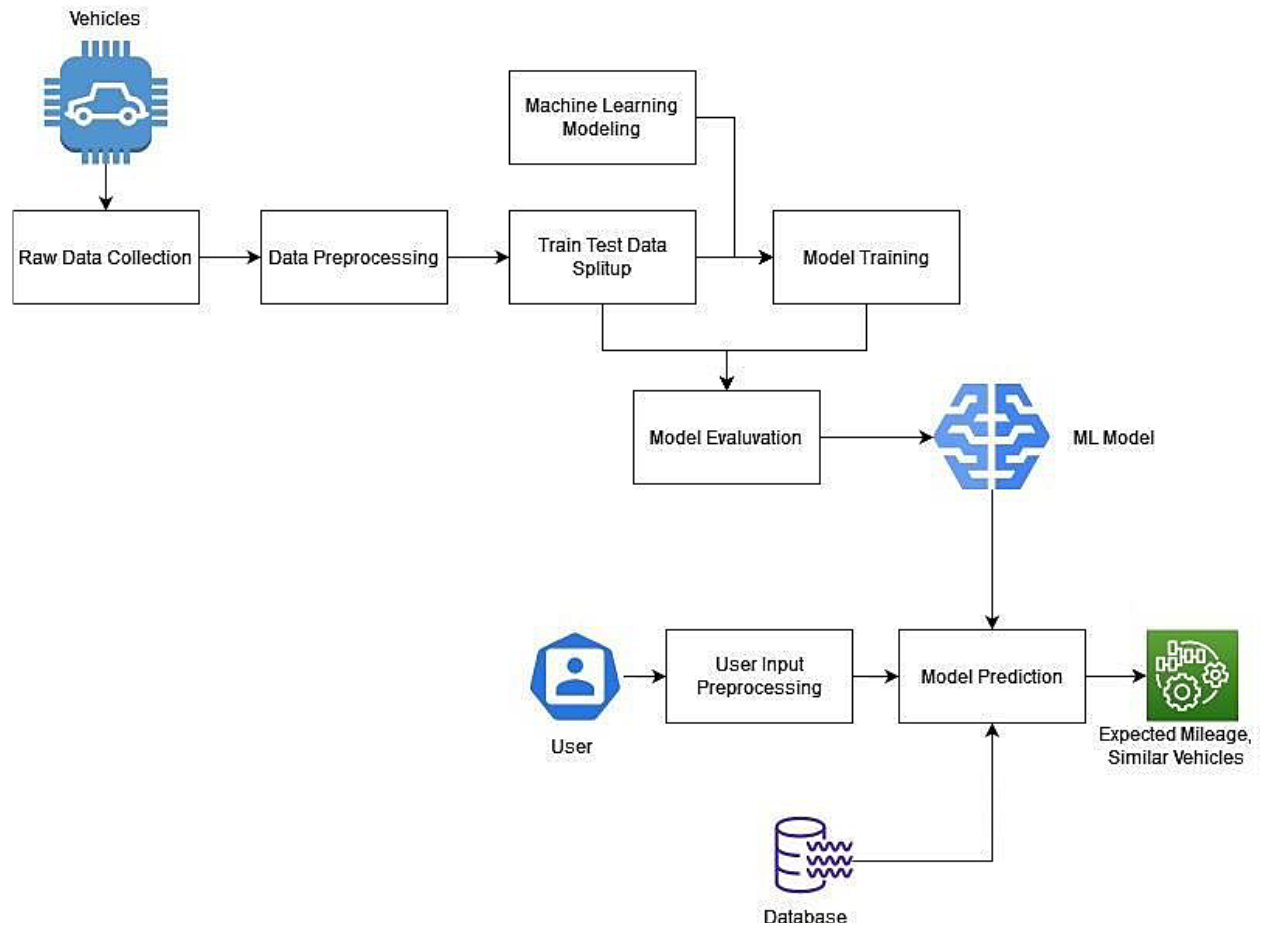 Vehicles
Machine Learning
Modeling
Raw Data Collection
Data Preprocessing
Train Test Data
Splitup
Model Training
Model Evaluvation
ML Model
User Input
Preprocessing
Model Prediction
User
Expected Mileage,
Similar Vehicles
Database